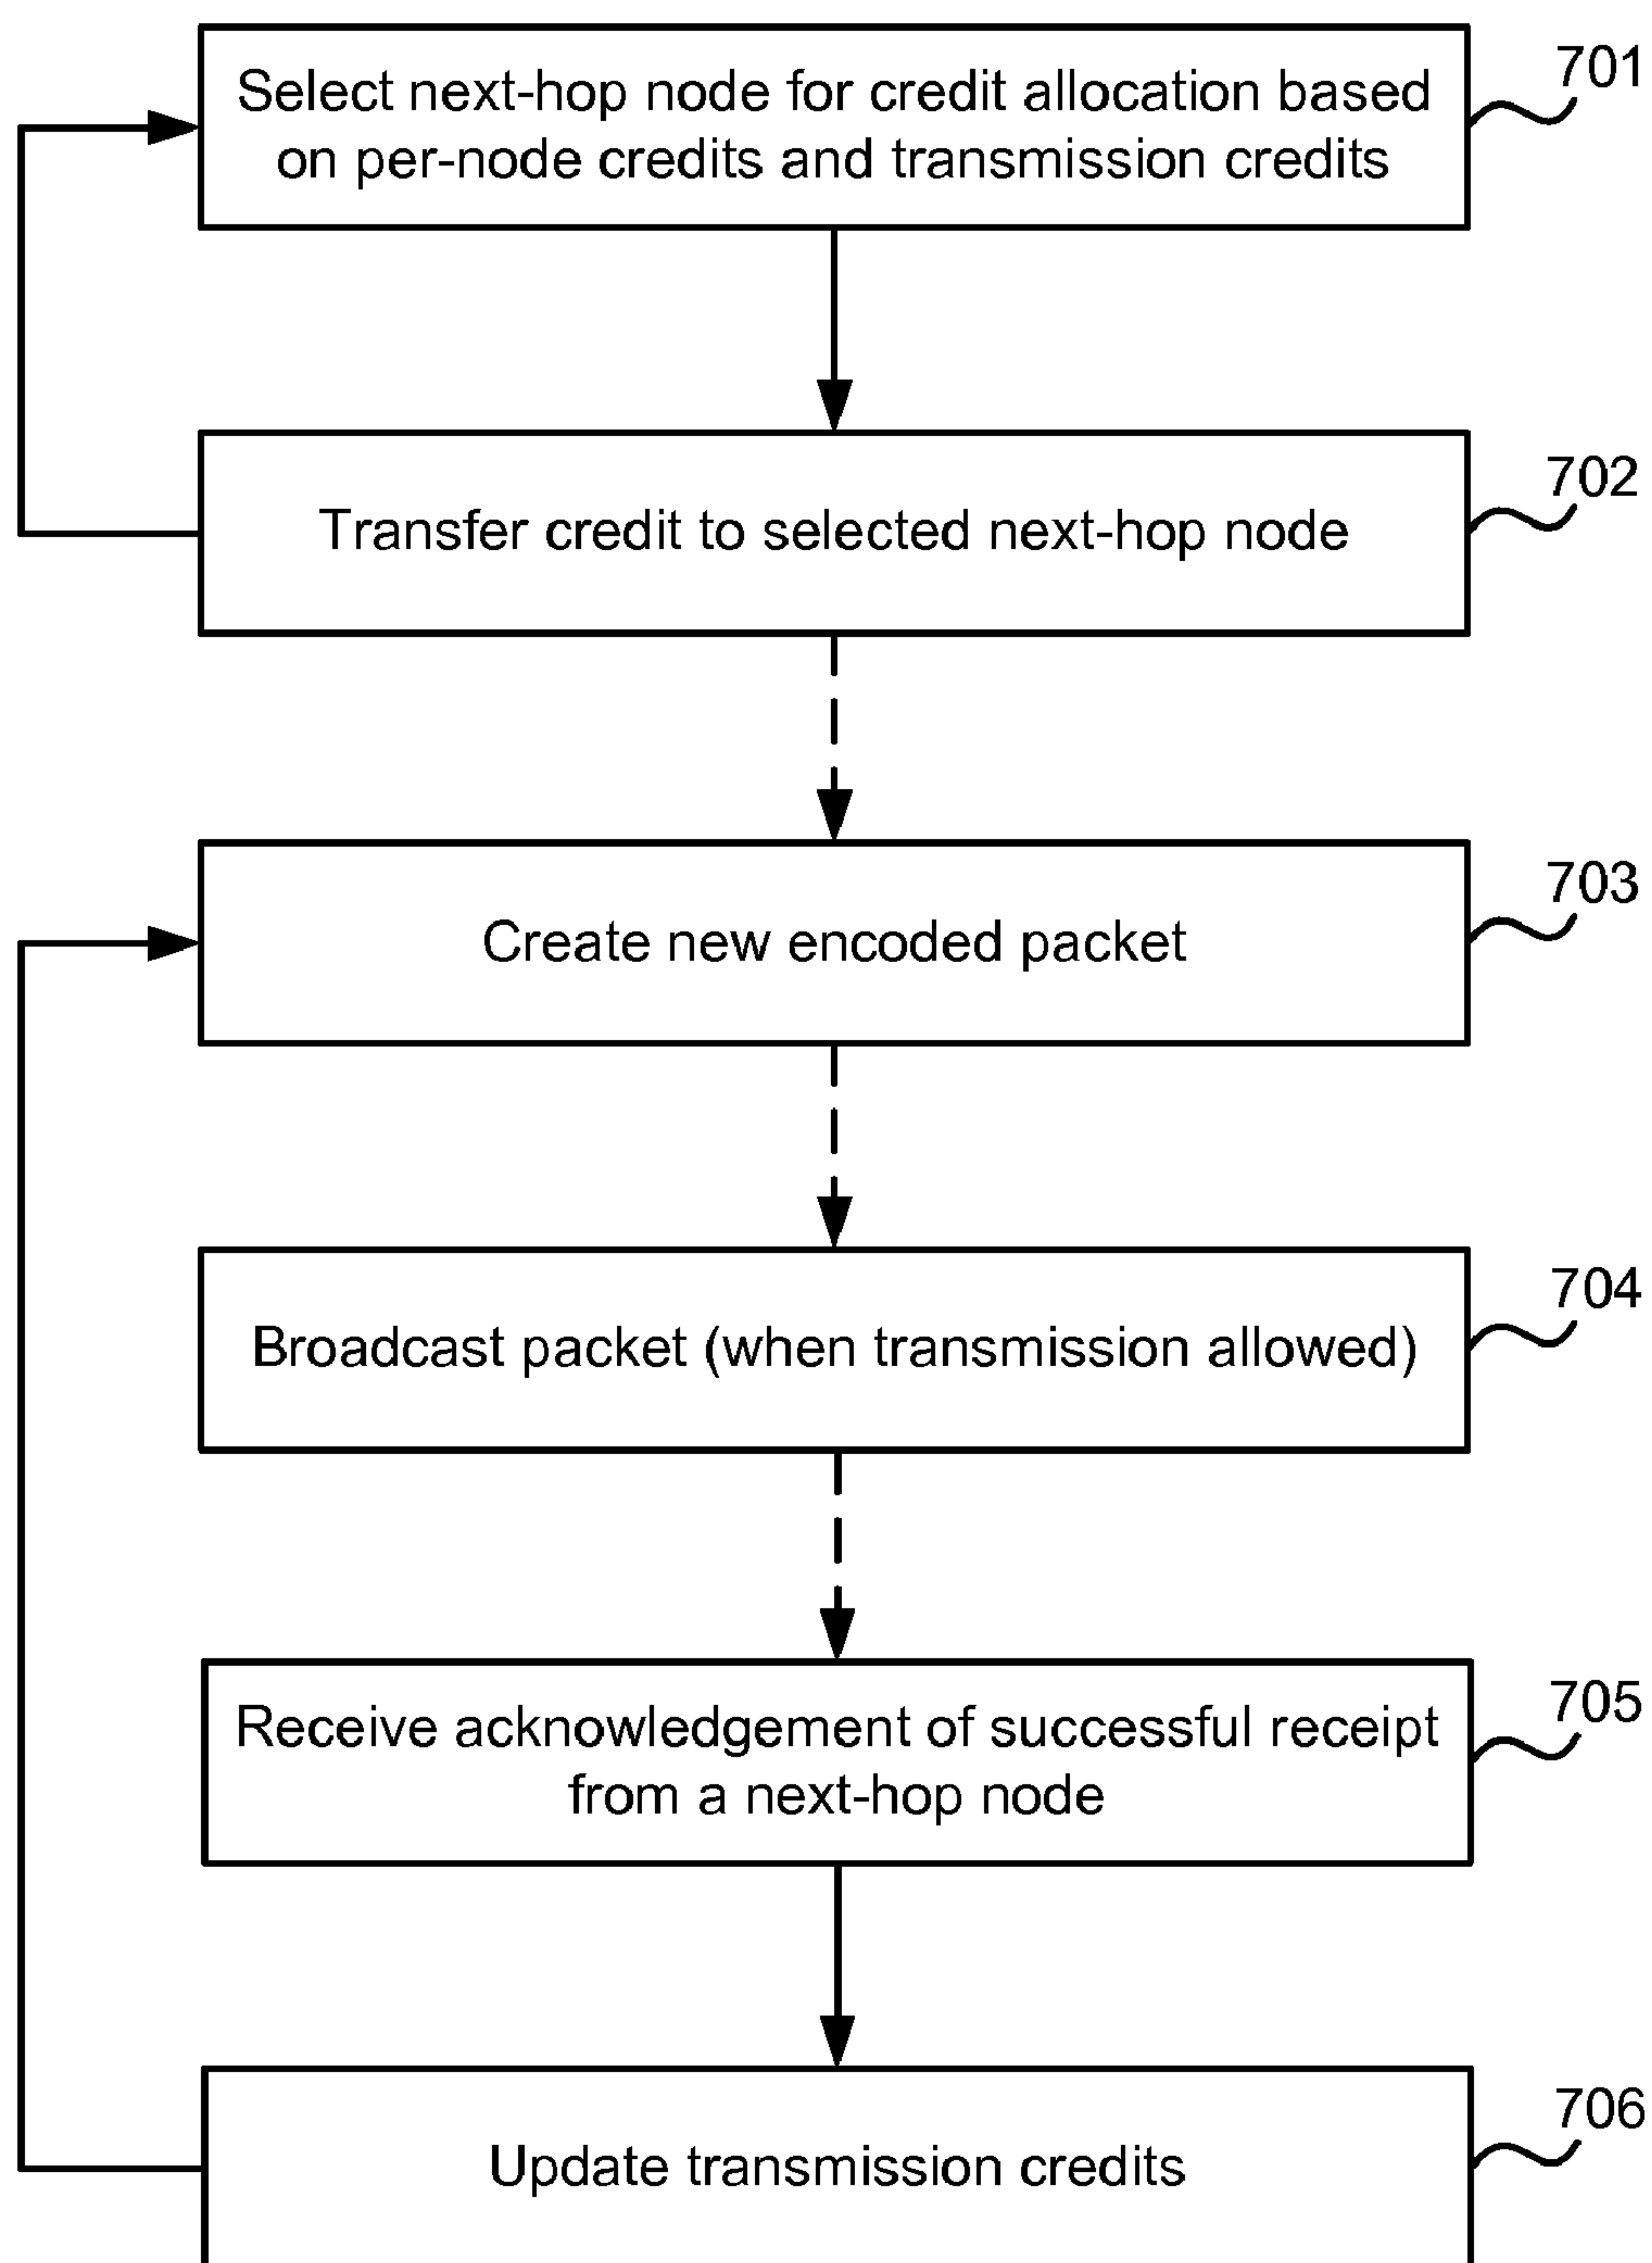 701
Select next-hop node for credit allocation based
on per-node credits and transmission credits
702
Transfer credit to selected next-hop node
703
Create new encoded packet
704
Broadcast packet (when transmission allowed)
705
Receive acknowledgement of successful receipt
from a next-hop node
706
Update transmission credits